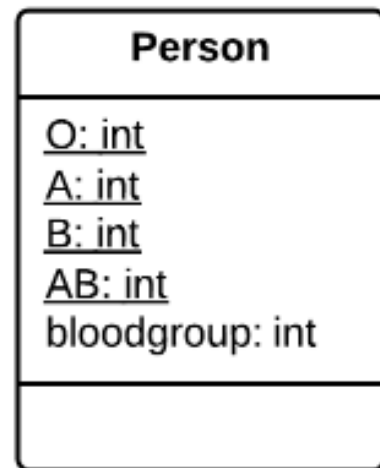 Person
O: int
A: int
B: int
AB: int
bloodgroup: int